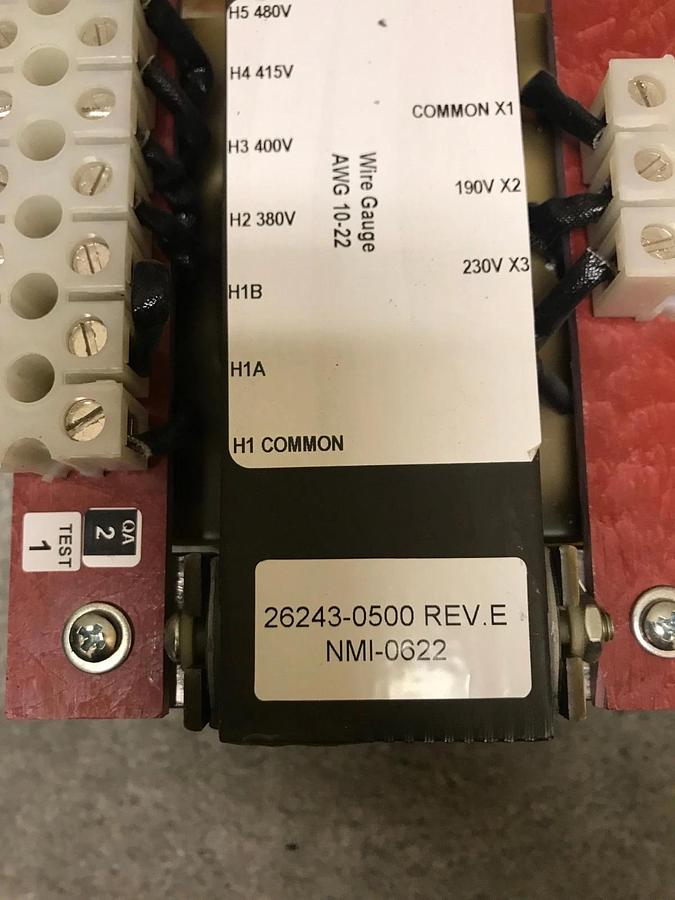 H5 480V
H4 415V
H3 400V
H2 380V
H1B
H1A
H1 COMMON
Wire Gauge
AWG 10-22
COMMON X1
190V X2
230V X3
TEST
1
QA
2
26243-0500 REV.E
NMI-0622